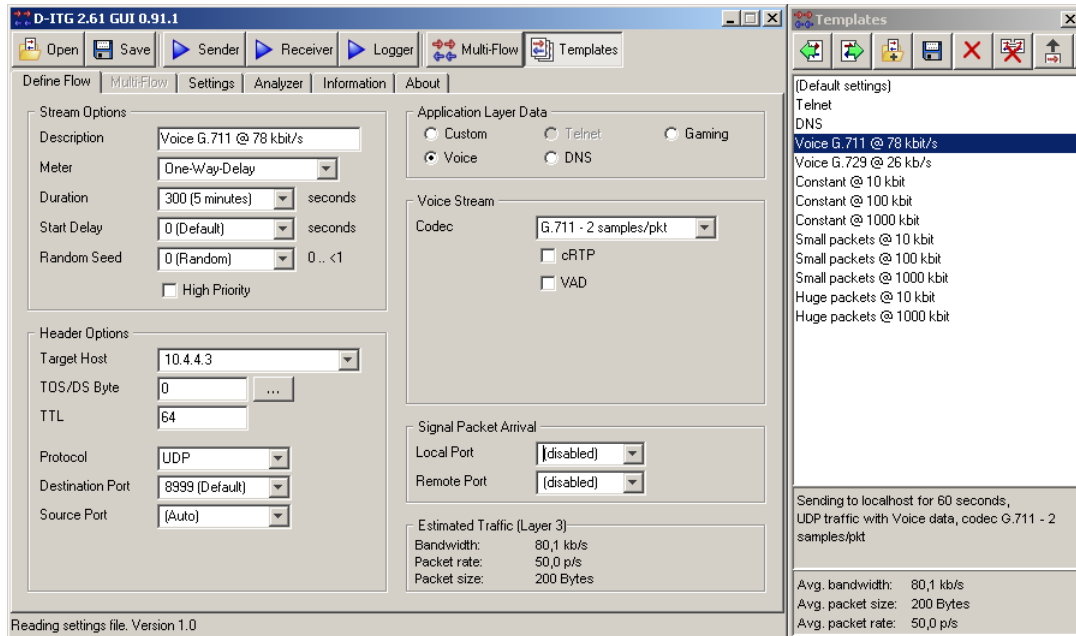 D-ITG 2.61 GUI 0.91.1
Open Save Sender Receiver Logger Multi-Flow Templates
Define Flow Multi-Flow Settings Analyzer Information About
Stream Options
Description Voice G.711 @ 78 kbit/s
Meter One-Way-Delay
Duration 300 (5 minutes) seconds
Start Delay 0 (Default) seconds
Random Seed 0 (Random) 0 .. <1
High Priority
Header Options
Target Host 10.4.4.3
TOS/DS Byte 0 ...
TTL 64
Protocol UDP
Destination Port 8999 (Default)
Source Port (Auto)
Application Layer Data
Custom Telnet Gaming
Voice DNS
Voice Stream
Codec G.711 - 2 samples/pkt
cRTP
VAD
Signal Packet Arrival
Local Port (disabled)
Remote Port (disabled)
Estimated Traffic (Layer 3)
Bandwidth: 80,1 kb/s
Packet rate: 50,0 p/s
Packet size: 200 Bytes
Reading settings file. Version 1.0
Templates
(Default settings)
Telnet
DNS
Voice G.711 @ 78 kbit/s
Voice G.729 @ 26 kb/s
Constant @ 10 kbit
Constant @ 100 kbit
Constant @ 1000 kbit
Small packets @ 10 kbit
Small packets @ 100 kbit
Small packets @ 1000 kbit
Huge packets @ 10 kbit
Huge packets @ 1000 kbit
Sending to localhost for 60 seconds,
UDP traffic with Voice data, codec G.711 - 2
samples/pkt
Avg. bandwidth: 80,1 kb/s
Avg. packet size: 200 Bytes
Avg. packet rate: 50,0 p/s